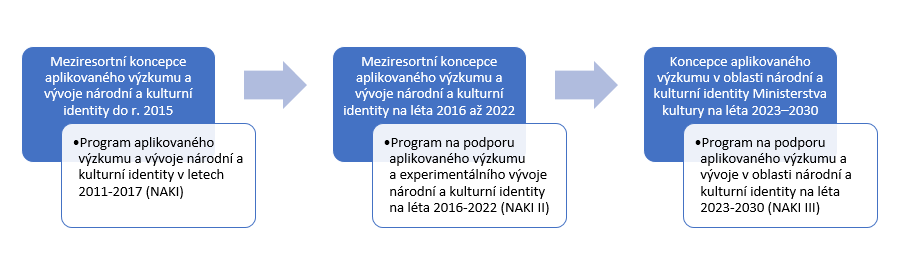 Meziresortní koncepce
aplikovaného výzkumu a
vývoje národní a kulturní
identity do r. 2015
•Program aplikovaného
výzkumu a vývoje národní a
kulturní identity v letech
2011-2017 (NAKI)
Meziresortní koncepce
aplikovaného výzkumu a
vývoje národní a kulturní
identity na léta 2016 až 2022
•Program na podporu
aplikovaného výzkumu
a experimentálního vývoje
národní a kulturní identity
na léta 2016-2022 (NAKI II)
Koncepce aplikovaného
výzkumu v oblasti národní a
kulturní identity Ministerstva
kultury na léta 2023–2030
•Program na podporu
aplikovaného výzkumu a
vývoje v oblasti národní a
kulturní identity na léta
2023-2030 (NAKI III)